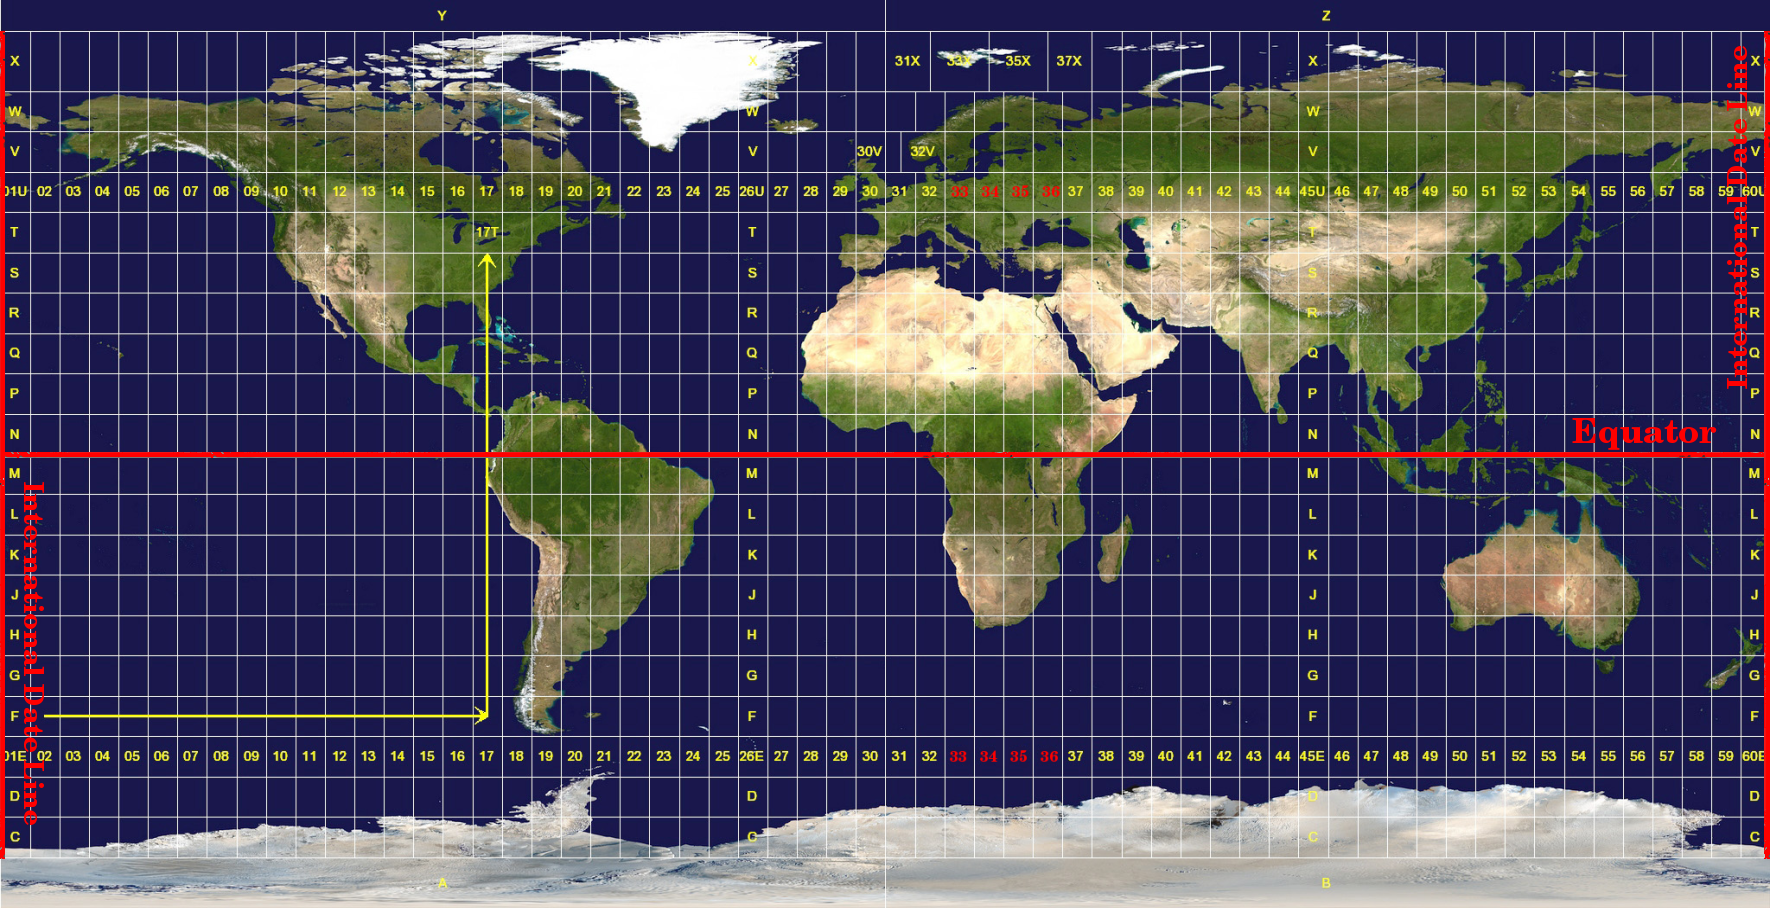 Y Z
X X 31X 33X 35X 37X X X
W W W W
V V 30V 32V V V
01U 02 03 04 05 06 07 08 09 10 11 12 13 14 15 16 17 18 19 20 21 22 23 24 25 26U 27 28 29 30 31 32 33 34 35 36 37 38 39 40 41 42 43 44 45U 46 47 48 49 50 51 52 53 54 55 56 57 58 59 60U
T 17T T T T
S S S S
R R R R
Q Q Q Q
P P P P
N N N N
International Date Line
Equator
M M M M
L L L L
K K K K
J J J J
H H H H
G G G G
F F F F
International Date Line
01E 02 03 04 05 06 07 08 09 10 11 12 13 14 15 16 17 18 19 20 21 22 23 24 25 26E 27 28 29 30 31 32 33 34 35 36 37 38 39 40 41 42 43 44 45E 46 47 48 49 50 51 52 53 54 55 56 57 58 59 60E
D D D D
C C C C
A B